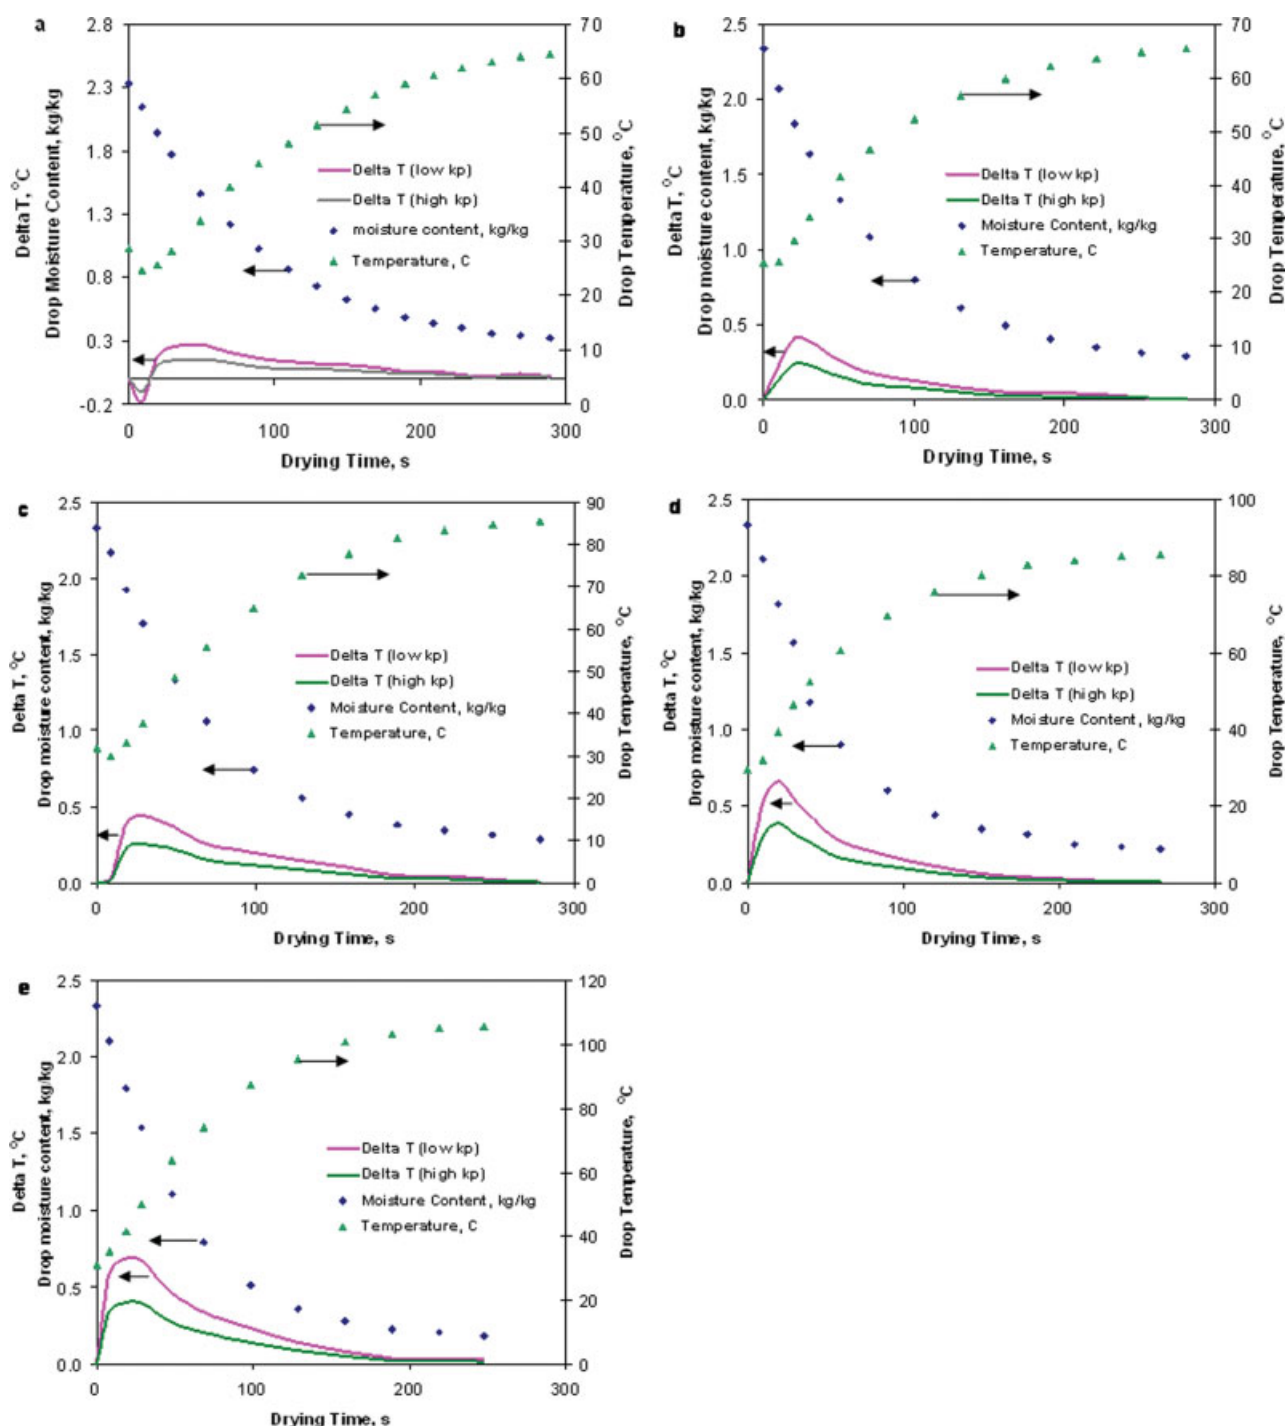 a
2.8
2.3
1.8
1.3
0.8
0.3
-0.2
Delta T, °C
Drop Moisture Content, kg/kg
70
60
50
40
30
20
10
0
Drop Temperature, °C
Delta T (low kp)
Delta T (high kp)
moisture content, kg/kg
Temperature, C
0 100 200 300
Drying Time, s
b
2.5
2.0
1.5
1.0
0.5
0.0
Delta T, °C
Drop moisture content, kg/kg
70
60
50
40
30
20
10
0
Drop Temperature, °C
Delta T (low kp)
Delta T (high kp)
Moisture content, kg/kg
Temperature, C
0 100 200 300
Drying Time, s
c
2.5
2.0
1.5
1.0
0.5
0.0
Delta T, °C
Drop moisture content, kg/kg
90
80
70
60
50
40
30
20
10
0
Drop Temperature, °C
Delta T (low kp)
Delta T (high kp)
Moisture Content, kg/kg
Temperature, C
0 100 200 300
Drying Time, s
d
2.5
2.0
1.5
1.0
0.5
0.0
Delta T, °C
Drop moisture content, kg/kg
100
80
60
40
20
0
Drop Temperature, °C
Delta T (low kp)
Delta T (high kp)
Moisture Content, kg/kg
Temperature, C
0 100 200 300
Drying Time, s
e
2.5
2.0
1.5
1.0
0.5
0.0
Delta T, °C
Drop moisture content, kg/kg
120
100
80
60
40
20
0
Drop Temperature, °C
Delta T (low kp)
Delta T (high kp)
Moisture Content, kg/kg
Temperature, C
0 100 200 300
Drying Time, s